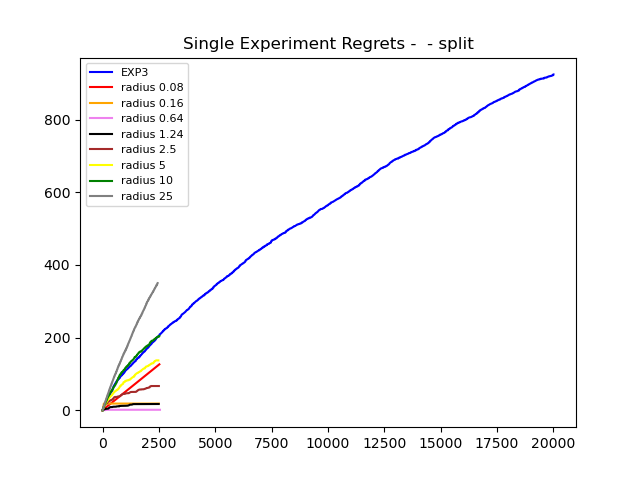 Single Experiment Regrets -  - split
EXP3
radius 0.08
radius 0.16
radius 0.64
radius 1.24
radius 2.5
radius 5
radius 10
radius 25
800
600
400
200
0
0 2500 5000 7500 10000 12500 15000 17500 20000